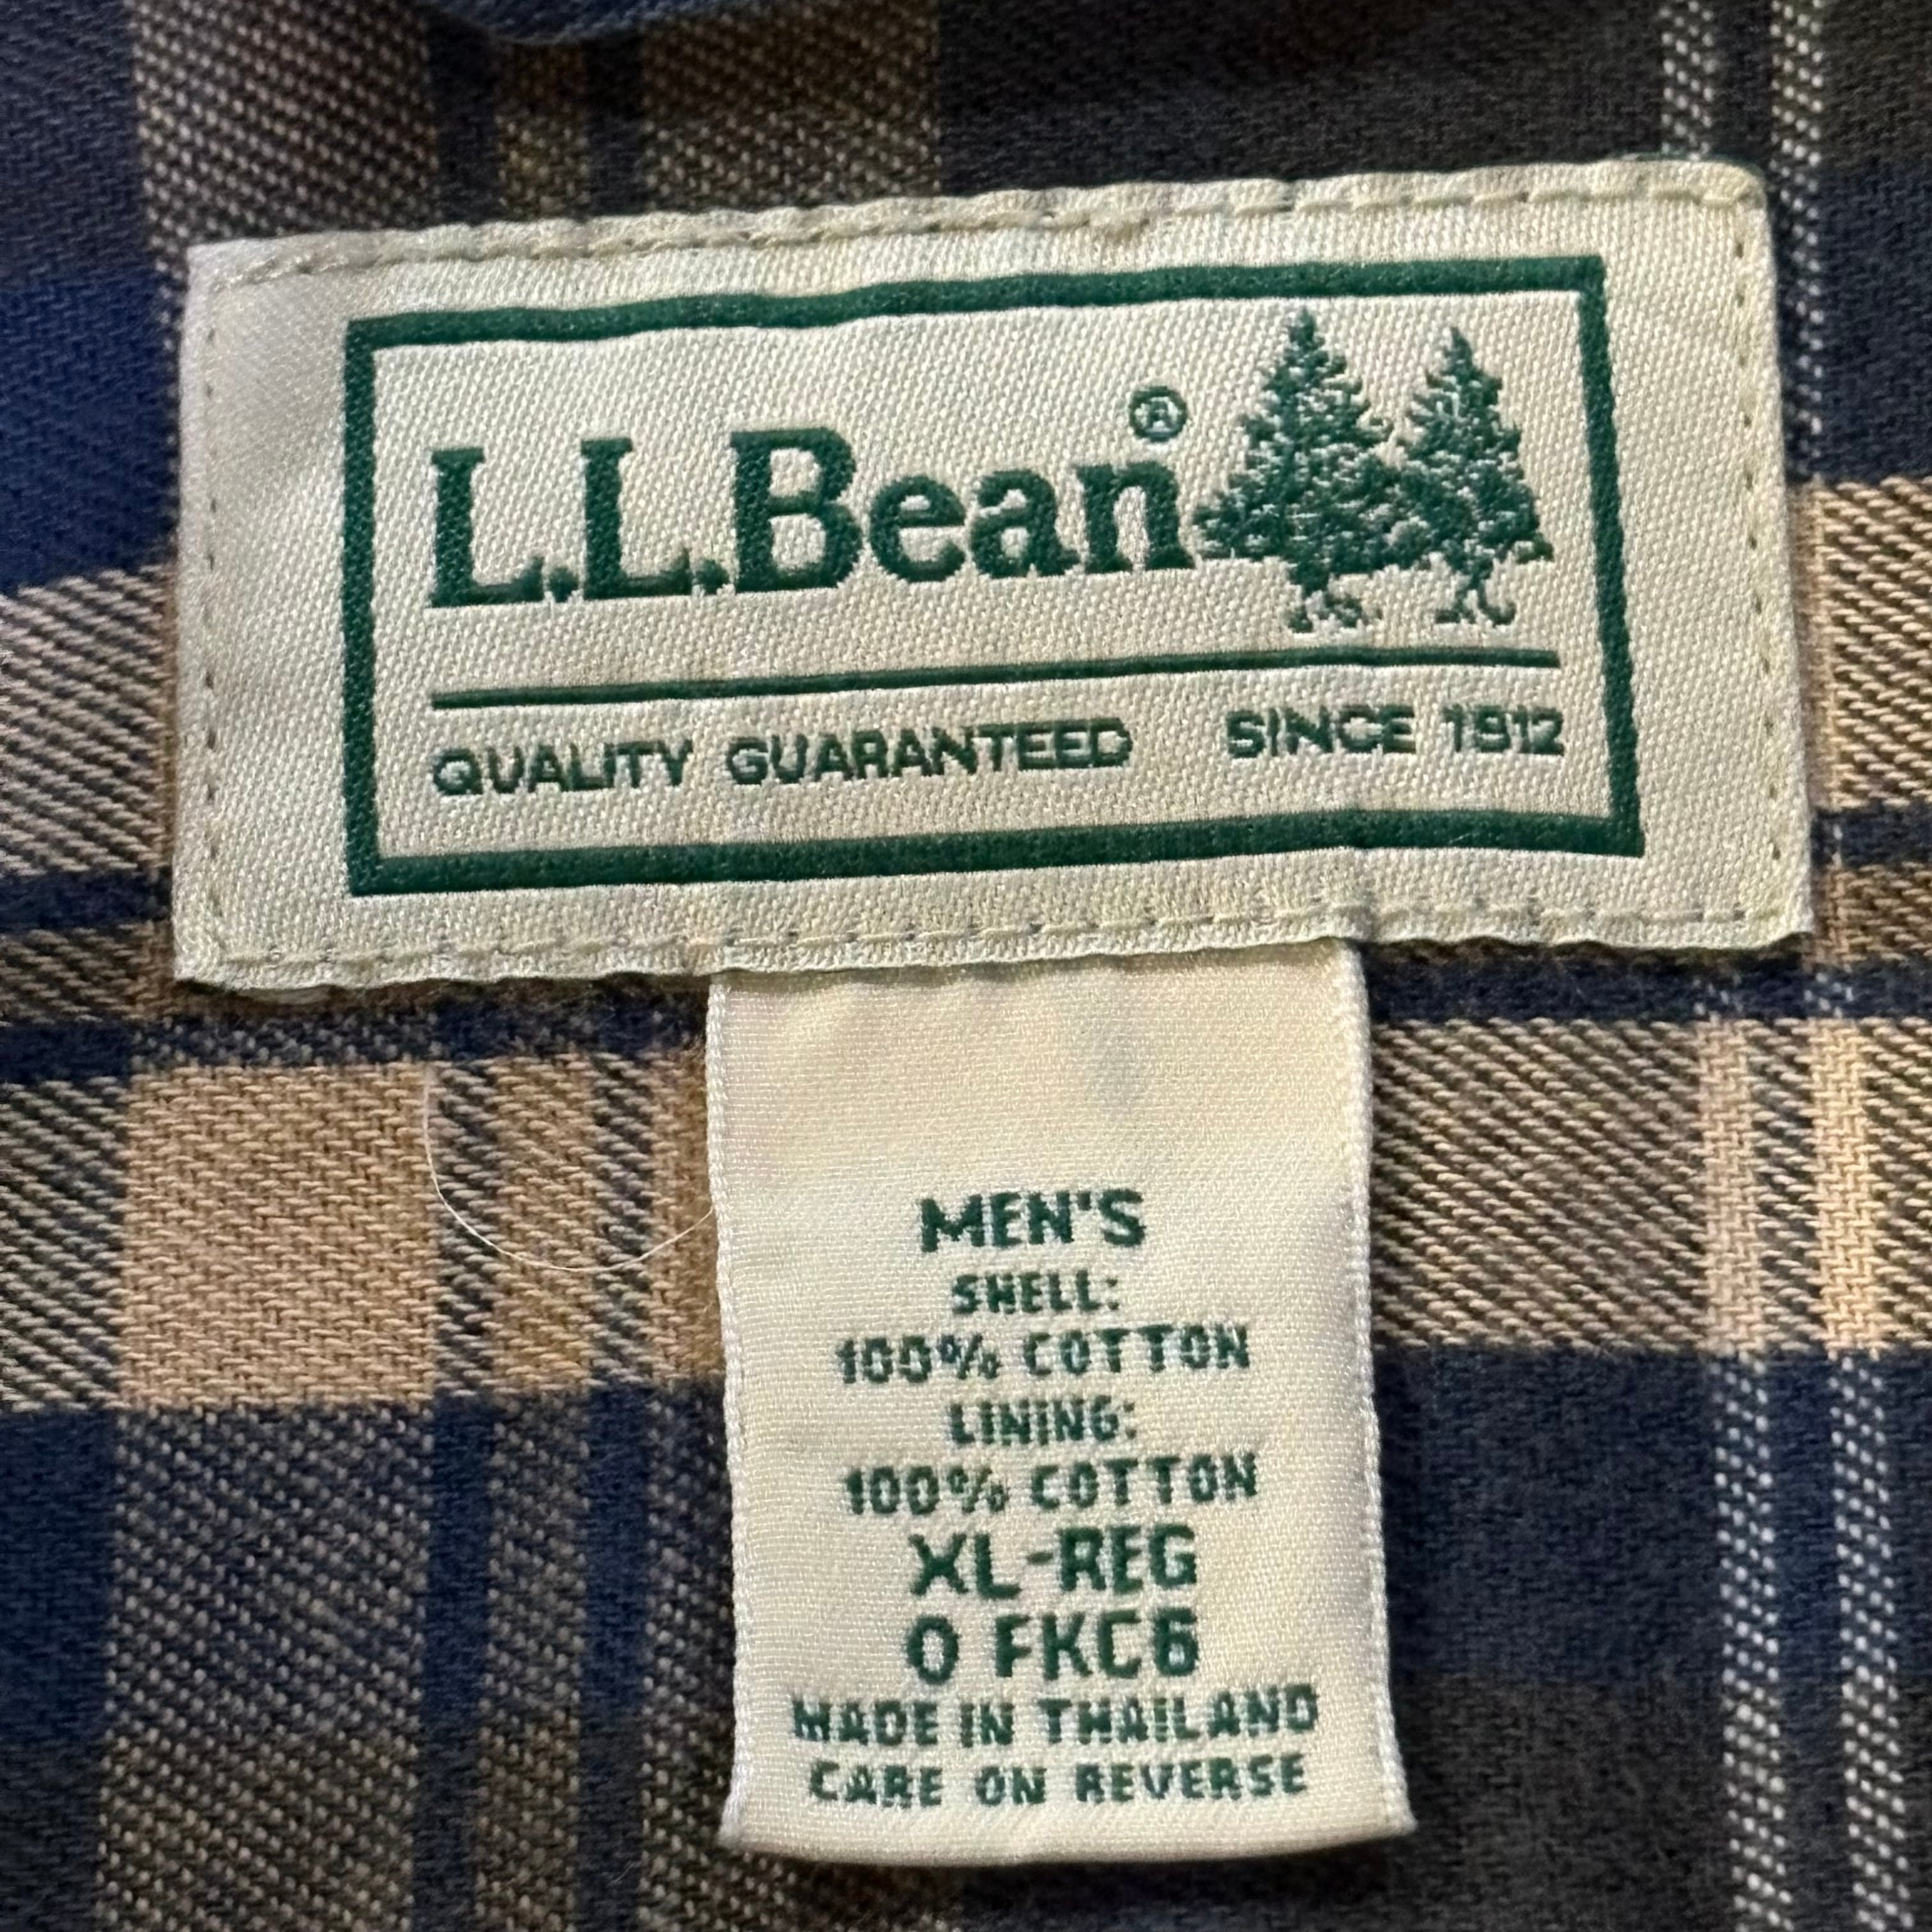 L.L.Bean®
QUALITY GUARANTEED SINCE 1912
MEN'S
SHELL:
100% COTTON
LINING:
100% COTTON
XL-REG
0 FKC6
MADE IN THAILAND
CARE ON REVERSE